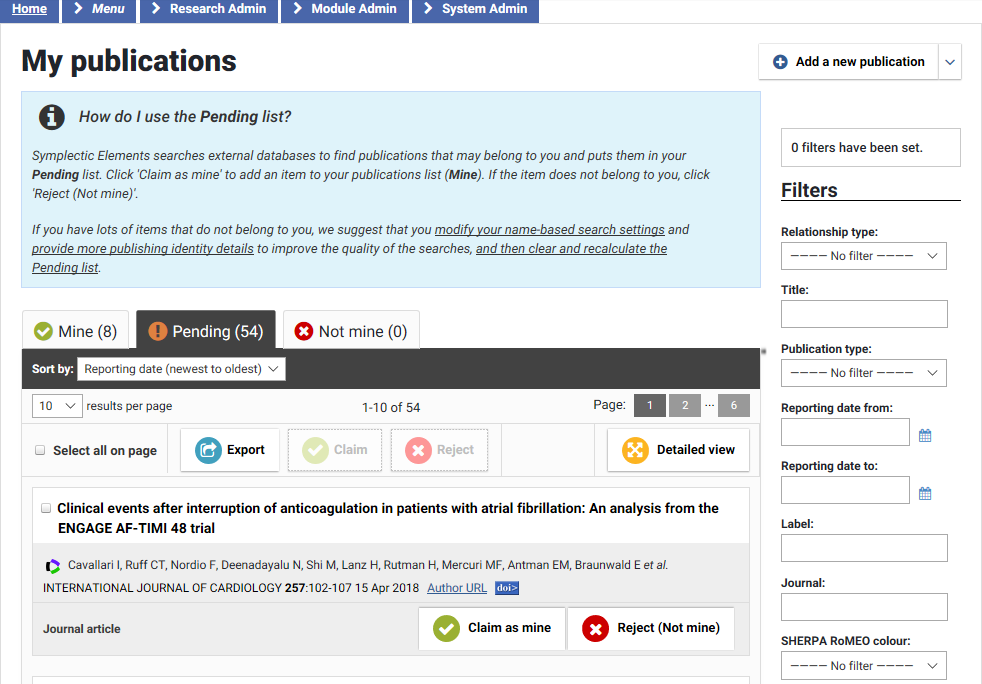 Home Menu Research Admin Module Admin System Admin
My publications
Add a new publication
How do I use the Pending list?
Symplectic Elements searches external databases to find publications that may belong to you and puts them in your
Pending list. Click 'Claim as mine' to add an item to your publications list (Mine). If the item does not belong to you, click
'Reject (Not mine)'.
If you have lots of items that do not belong to you, we suggest that you modify your name-based search settings and
provide more publishing identity details to improve the quality of the searches, and then clear and recalculate the
Pending list.
Mine (8) Pending (54) Not mine (0)
Sort by: Reporting date (newest to oldest)
10 results per page 1-10 of 54 Page: 1 2 ... 6
Select all on page Export Claim Reject Detailed view
Clinical events after interruption of anticoagulation in patients with atrial fibrillation: An analysis from the
ENGAGE AF-TIMI 48 trial
Cavallari I, Ruff CT, Nordio F, Deenadayalu N, Shi M, Lanz H, Rutman H, Mercuri MF, Antman EM, Braunwald E et al.
INTERNATIONAL JOURNAL OF CARDIOLOGY 257:102-107 15 Apr 2018 Author URL doi>
Journal article Claim as mine Reject (Not mine)
0 filters have been set.
Filters
Relationship type:
---- No filter ----
Title:
Publication type:
---- No filter ----
Reporting date from:
Reporting date to:
Label:
Journal:
SHERPA RoMEO colour:
---- No filter ----